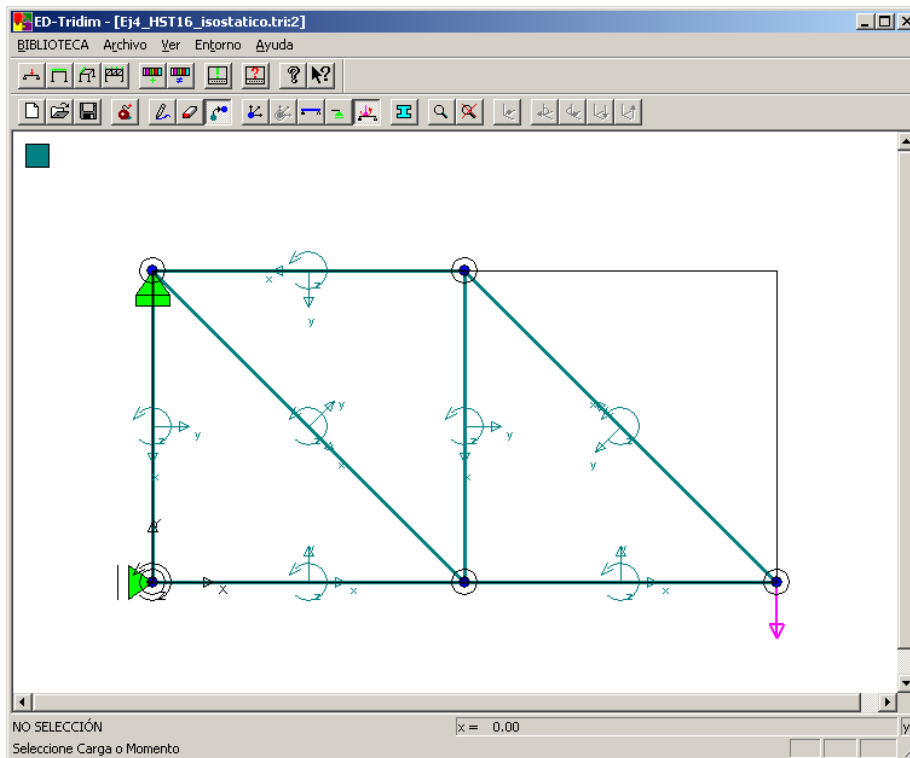 ED-Tridim - [Ej4_HST16_isostatico.tri:2]
BIBLIOTECA Archivo Ver Entorno Ayuda
x z y
z y x
x y z
z y x
x y z
Y
Z X
y z x
y z x
NO SELECCIÓN x = 0.00 y
Seleccione Carga o Momento